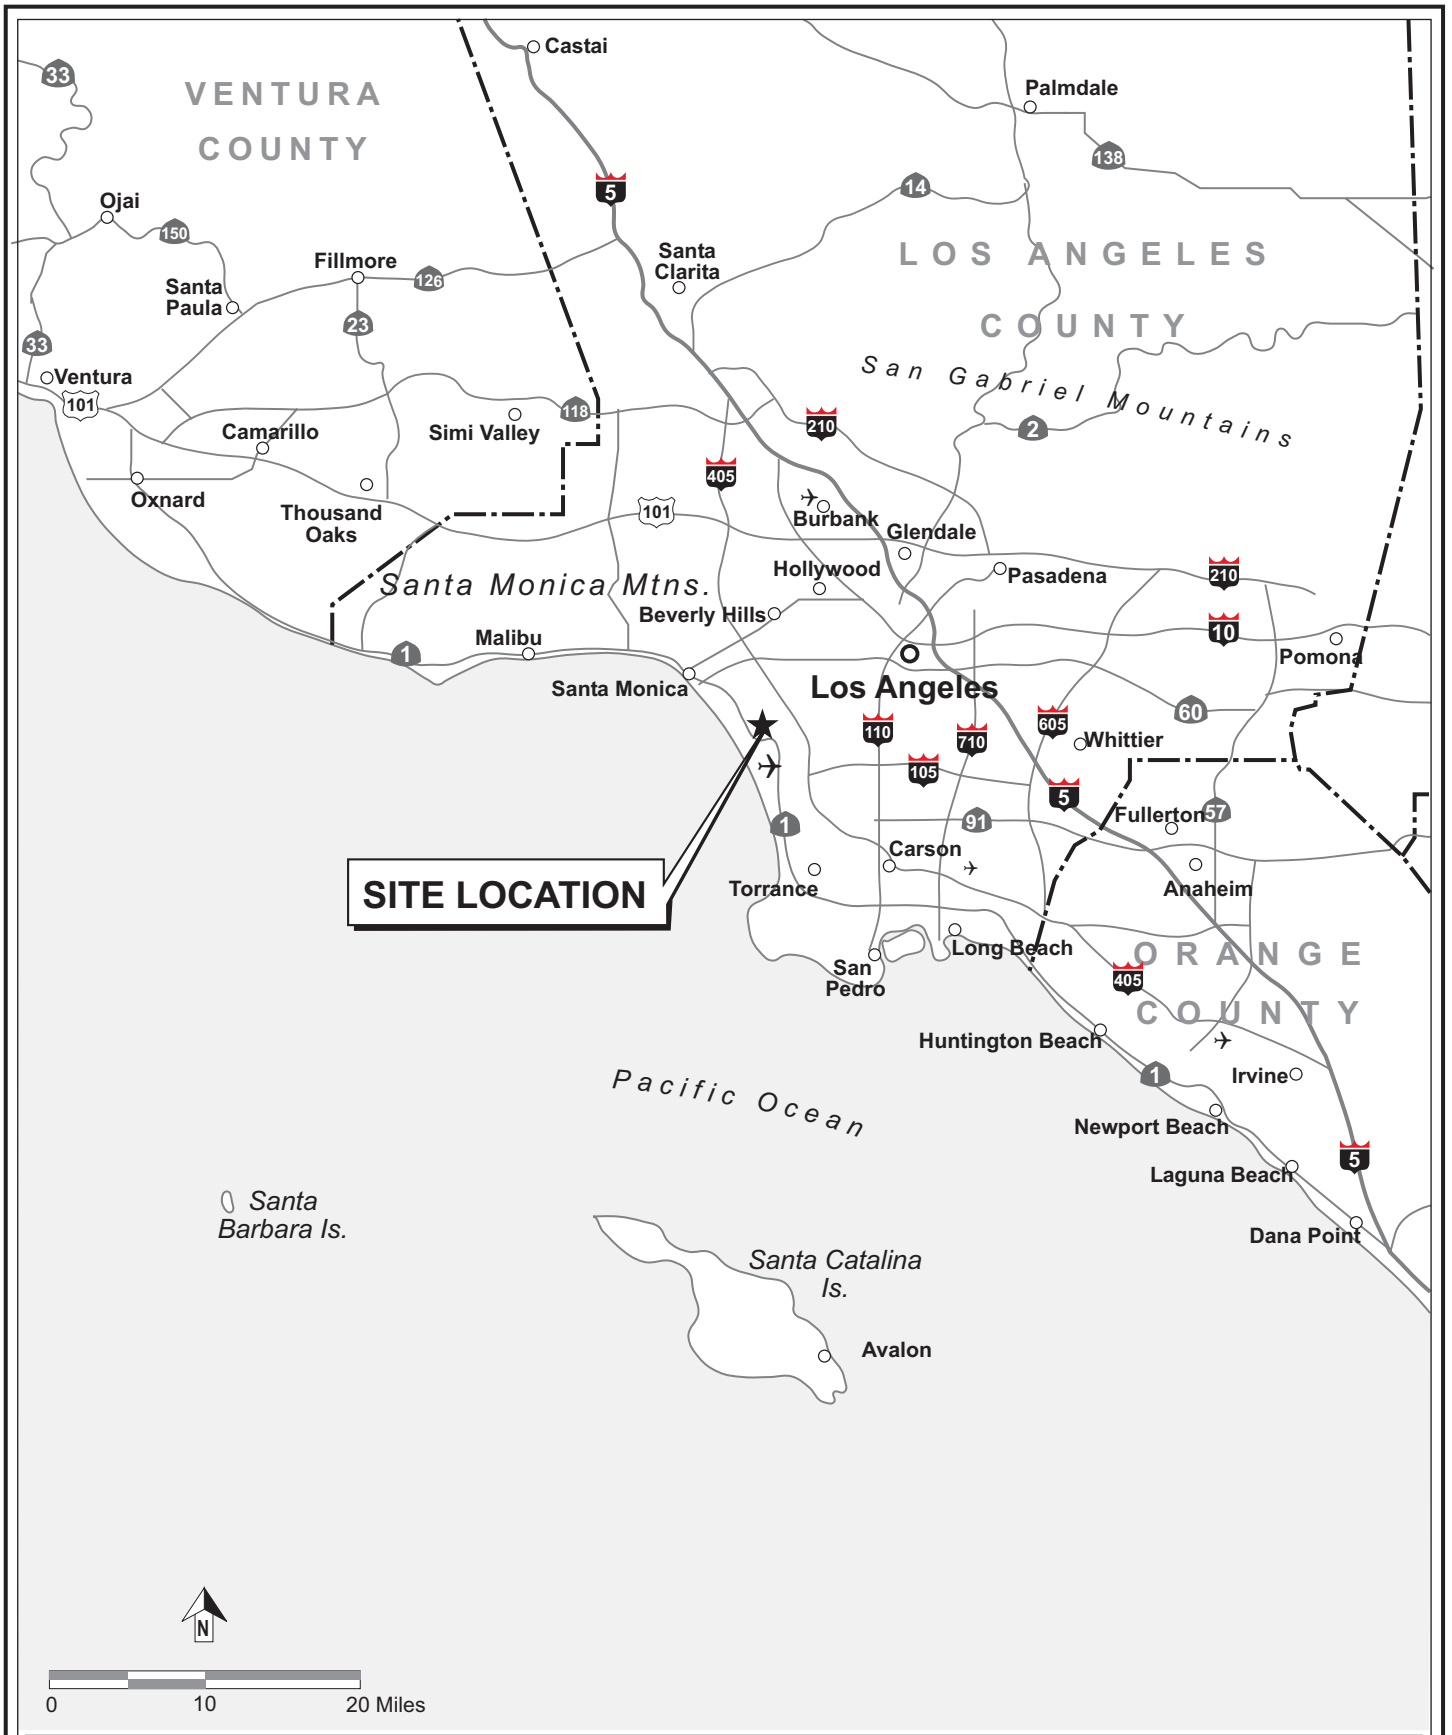 Castai
33
VENTURA
COUNTY
Palmdale
138
5
14
Ojai
150
Santa
Clarita
LOS ANGELES
COUNTY
Fillmore
126
Santa
Paula
23
33
San Gabriel Mountains
Ventura
101
118
Simi Valley
Camarillo
210
2
405
Oxnard
Thousand
Oaks
101
Burbank
Glendale
Hollywood
Pasadena
210
Santa Monica Mtns.
Beverly Hills
10
Malibu
1
Pomona
Santa Monica
Los Angeles
60
110
710
605
Whittier
105
5
Fullerton
57
1
91
Carson
Torrance
Anaheim
SITE LOCATION
Long Beach
San
Pedro
ORANGE
COUNTY
405
Huntington Beach
1
Irvine
Pacific Ocean
Newport Beach
5
Laguna Beach
Santa
Barbara Is.
Dana Point
Santa Catalina
Is.
Avalon
N
0 10 20 Miles